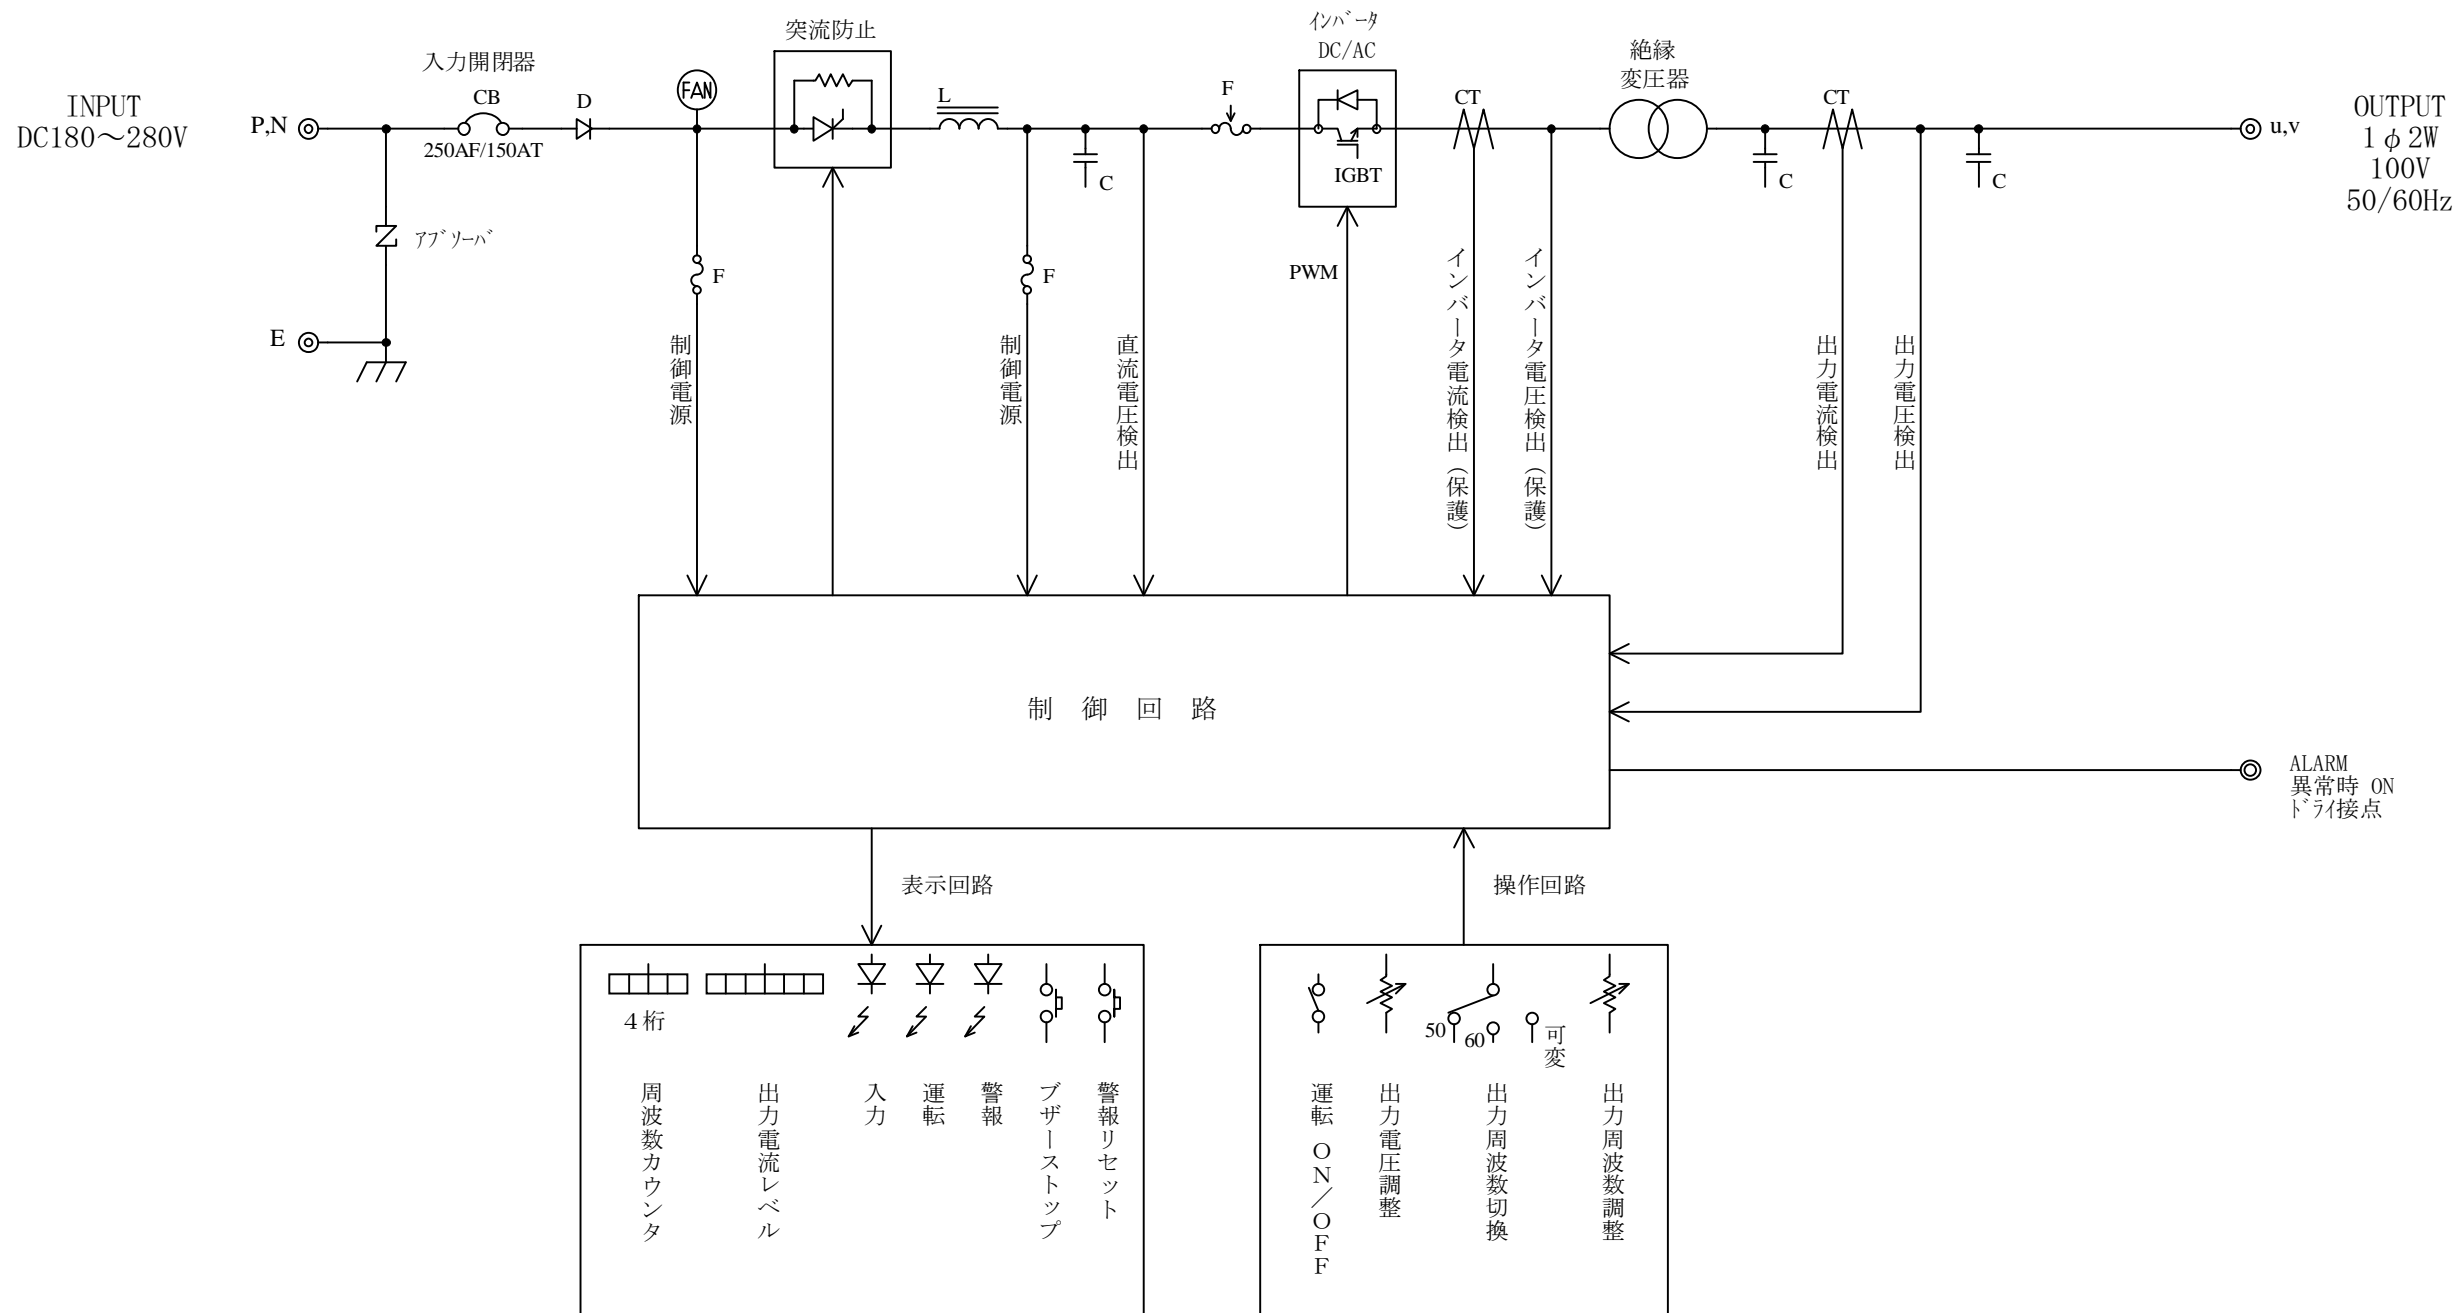 突流防止
ｲﾝﾊﾞｰﾀ
DC/AC
入力開閉器
絶縁
変圧器
FAN
INPUT
DC180～280V
P,N
CB
250AF/150AT
D
L
C
F
IGBT
CT
C
CT
C
u,v
OUTPUT
1φ2W
100V
50/60Hz
ｱﾌﾞｿｰﾊﾞ
E
F
制御電源
F
制御電源
直流電圧検出
PWM
インバータ電流検出（保護）
インバータ電圧検出（保護）
出力電流検出
出力電圧検出
制御回路
ALARM
異常時 ON
ﾄﾞﾗｲ接点
表示回路
操作回路
４桁
周波数カウンタ
出力電流レベル
入力
運転
警報
ブザーストップ
警報リセット
50
60
可変
運転 ＯＮ／ＯＦＦ
出力電圧調整
出力周波数切換
出力周波数調整